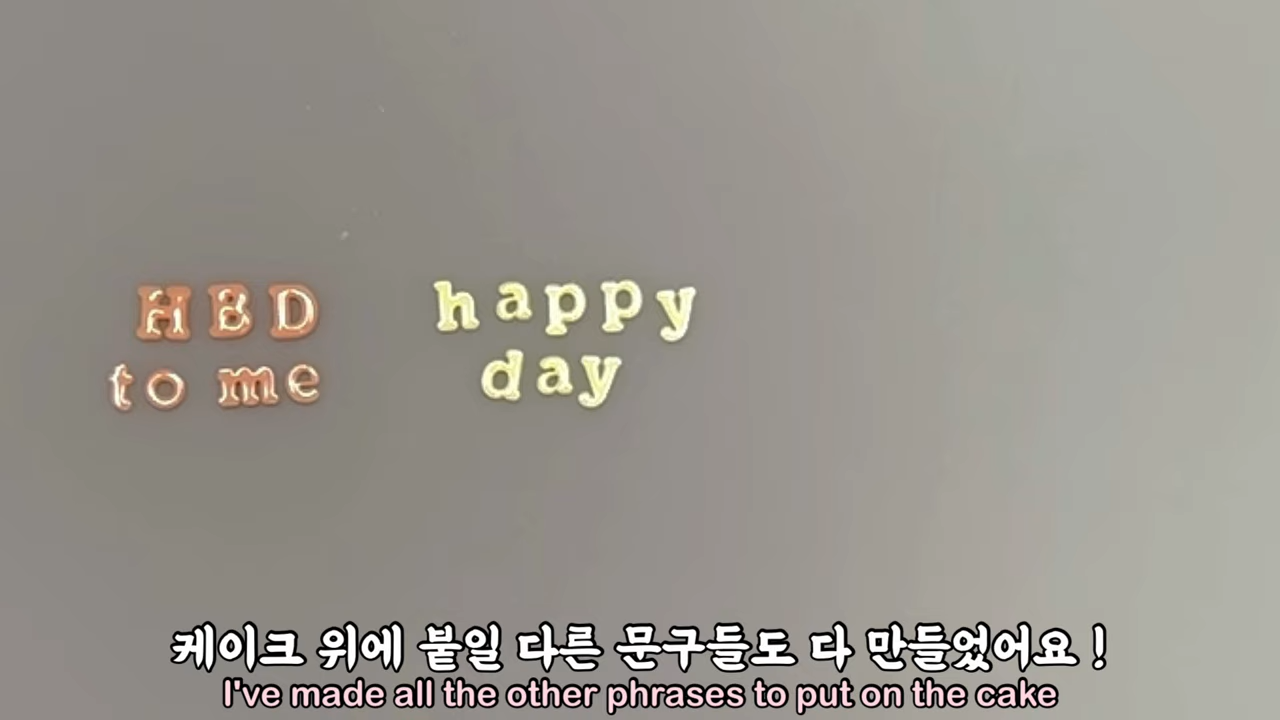 HBD
to me
happy
day
케이크 위에 붙일 다른 문구들도 다 만들었어요 !
I've made all the other phrases to put on the cake